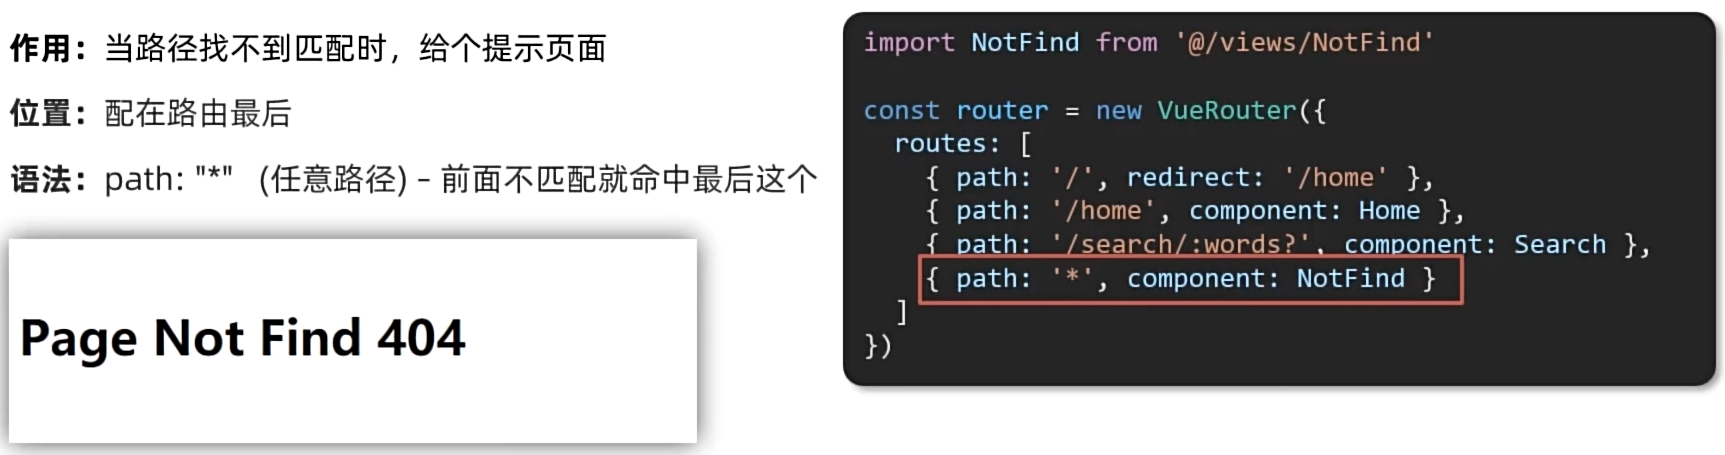 作用：当路径找不到匹配时，给个提示页面
位置：配在路由最后
语法：path: "*" (任意路径) – 前面不匹配就命中最后这个
Page Not Find 404
import NotFind from '@/views/NotFind'
const router = new VueRouter({
routes: [
{ path: '/', redirect: '/home' },
{ path: '/home', component: Home },
{ path: '/search/:words?', component: Search },
{ path: '*', component: NotFind }
]
})